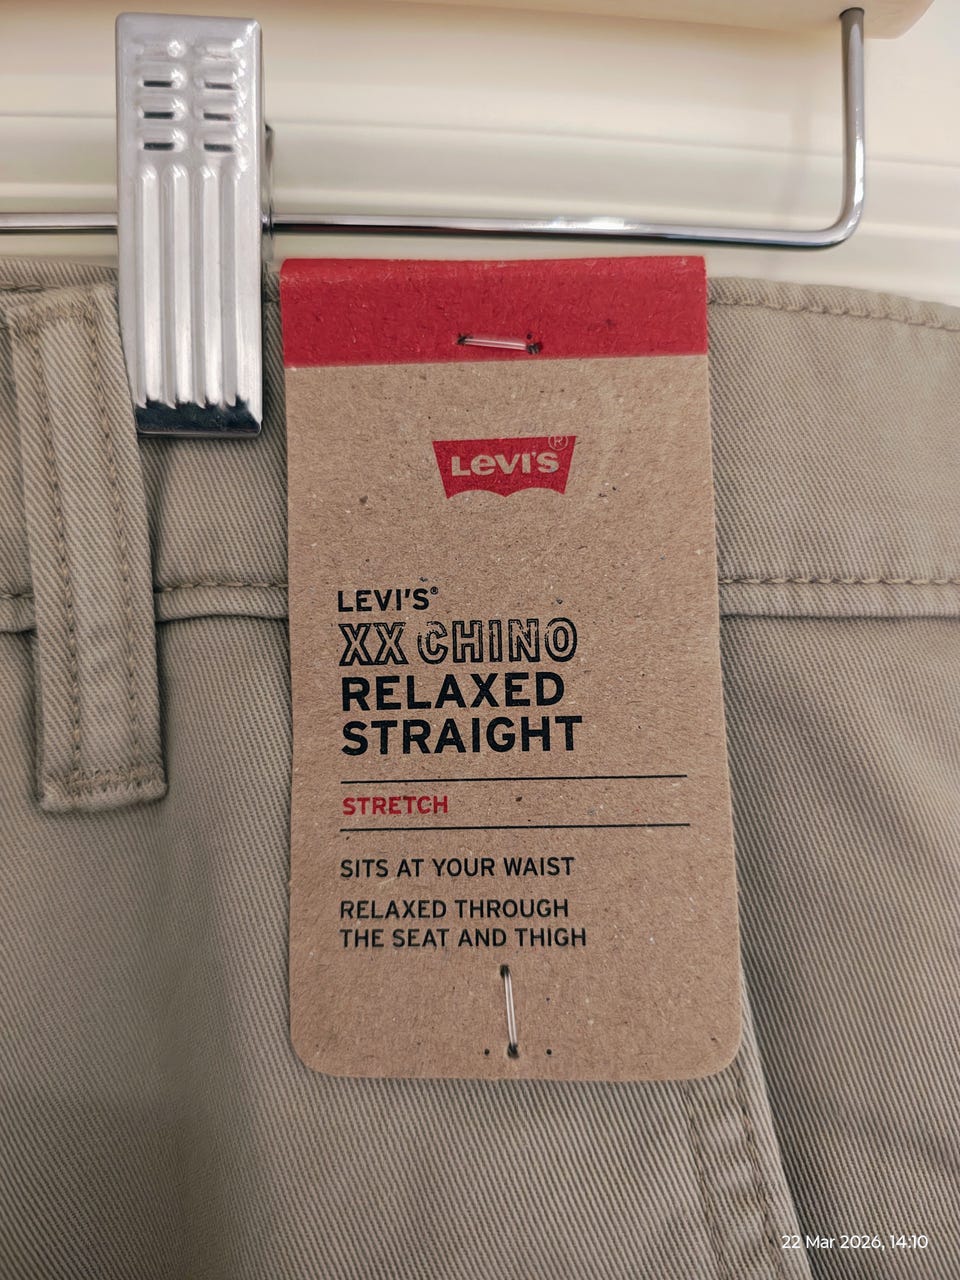 LEVI'S®
LEVI'S®
XX CHINO
RELAXED
STRAIGHT
STRETCH
SITS AT YOUR WAIST
RELAXED THROUGH
THE SEAT AND THIGH
22 Mar 2026, 14:10